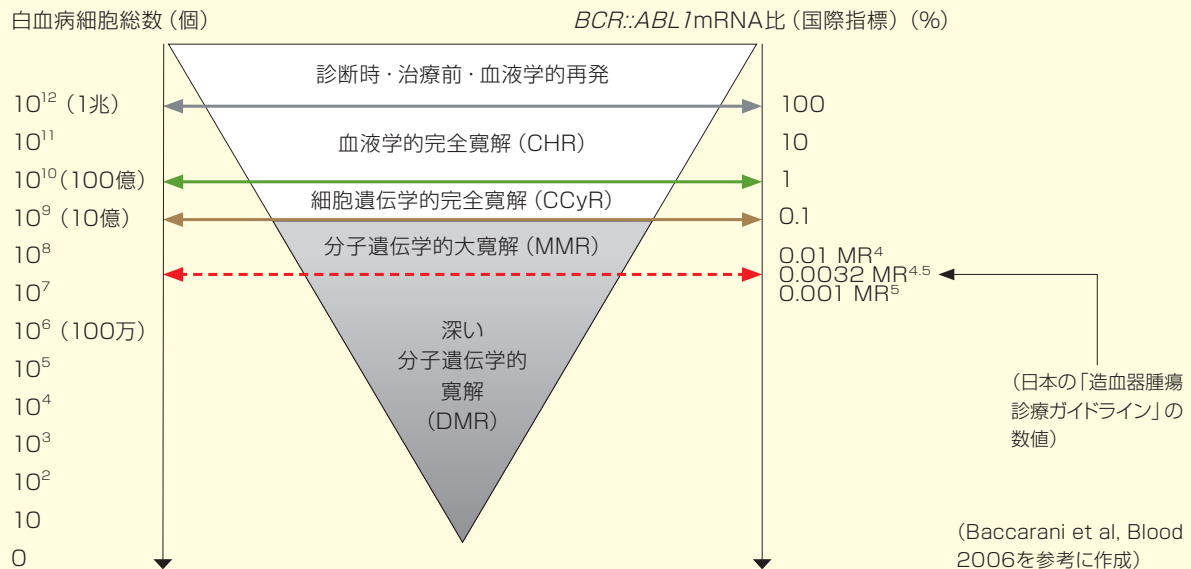 白血病細胞総数（個）
BCR::ABL1mRNA比（国際指標）（%）
診断時・治療前・血液学的再発
10¹²（1兆）
100
10¹¹
血液学的完全寛解（CHR）
10
10¹⁰（100億）
1
細胞遺伝学的完全寛解（CCyR）
10⁹（10億）
0.1
分子遺伝学的大寛解（MMR）
10⁸
0.01 MR⁴
0.0032 MR⁴·⁵
10⁷
0.001 MR⁵
10⁶（100万）
深い
分子遺伝学的
寛解
（DMR）
10⁵
10⁴
10³
10²
10
0
（日本の「造血器腫瘍
診療ガイドライン」の
数値）
（Baccarani et al, Blood
2006を参考に作成）